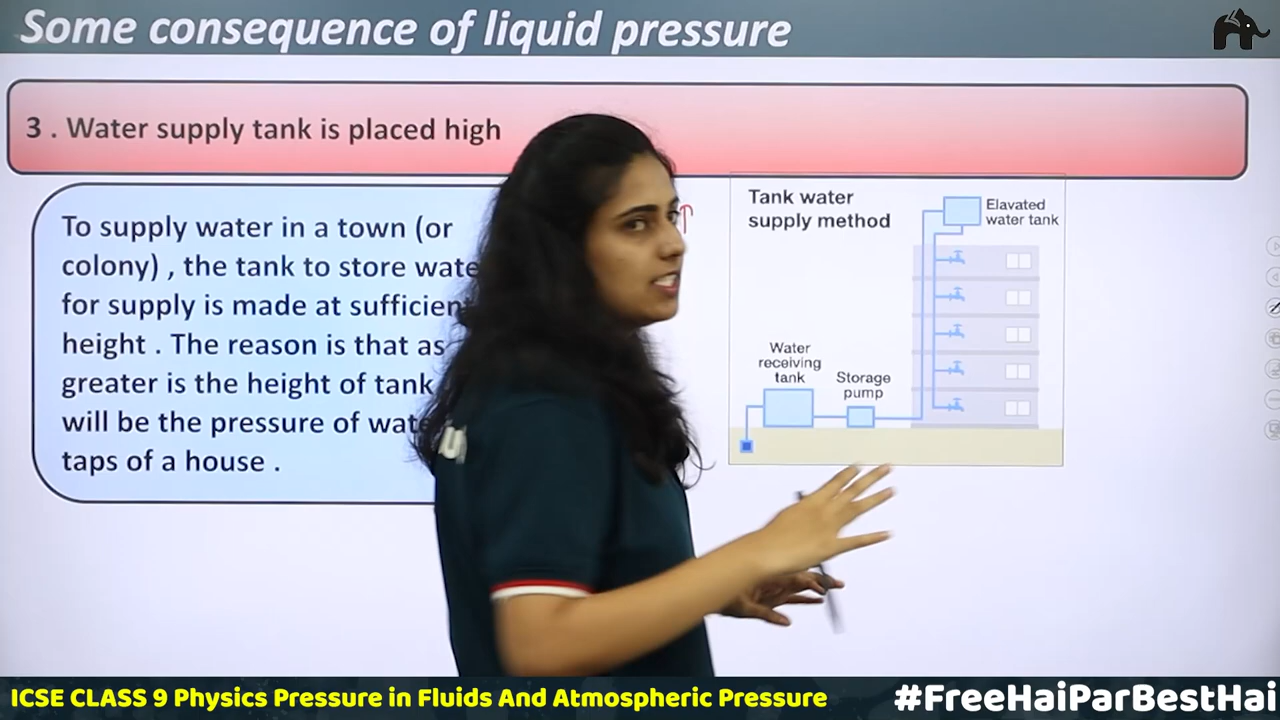 Some consequence of liquid pressure
3 . Water supply tank is placed high
To supply water in a town (or
colony) , the tank to store
for supply is made at
height . The reason is that as
greater is the height of tank
will be the pressure of
taps of a house .
Tank water
supply method
Elavated
water tank
Water
receiving
tank
Storage
pump
ICSE CLASS 9 Physics Pressure in Fluids And Atmospheric Pressure
#FreeHaiParBestHai